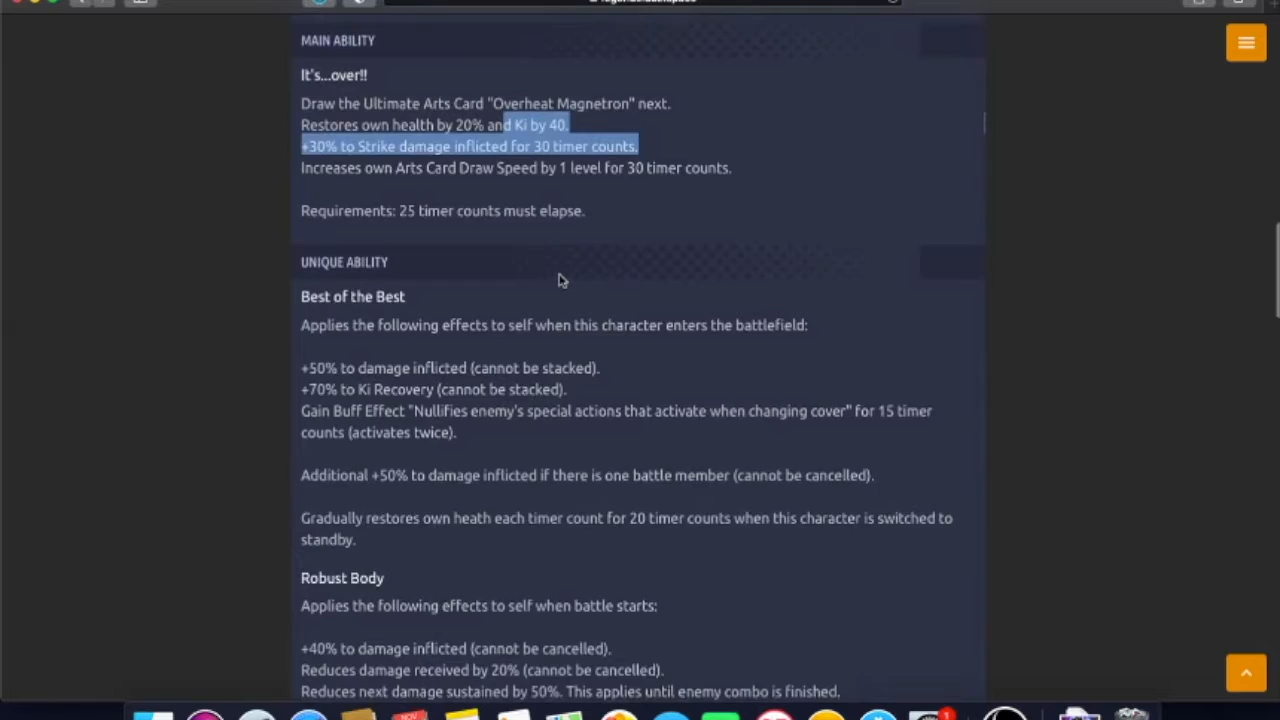 MAIN ABILITY
It's...over!!
Draw the Ultimate Arts Card "Overheat Magnetron" next.
Restores own health by 20% and Ki by 40.
+30% to Strike damage inflicted for 30 timer counts.
Increases own Arts Card Draw Speed by 1 level for 30 timer counts.
Requirements: 25 timer counts must elapse.
UNIQUE ABILITY
Best of the Best
Applies the following effects to self when this character enters the battlefield:
+50% to damage inflicted (cannot be stacked).
+70% to Ki Recovery (cannot be stacked).
Gain Buff Effect "Nullifies enemy's special actions that activate when changing cover" for 15 timer
counts (activates twice).
Additional +50% to damage inflicted if there is one battle member (cannot be cancelled).
Gradually restores own heath each timer count for 20 timer counts when this character is switched to
standby.
Robust Body
Applies the following effects to self when battle starts:
+40% to damage inflicted (cannot be cancelled).
Reduces damage received by 20% (cannot be cancelled).
Reduces next damage sustained by 50%. This applies until enemy combo is finished.
NOV
1